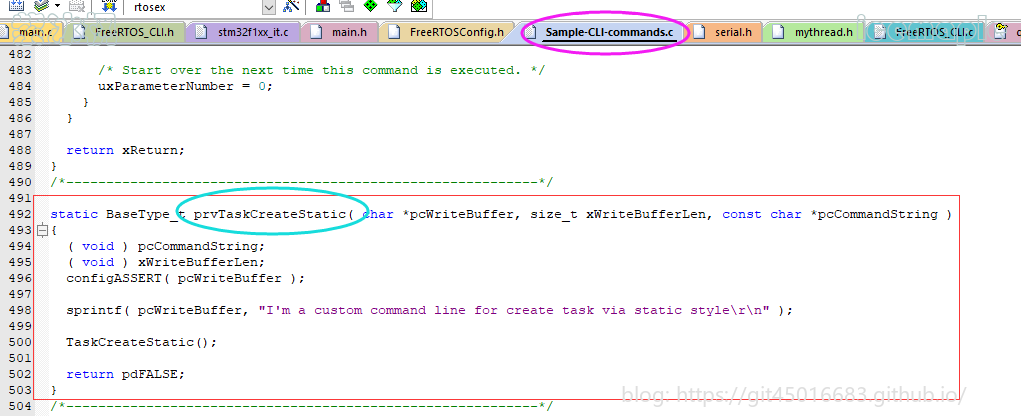 rtosex
main.c FreeRTOS_CLI.h stm32f1xx_it.c main.h FreeRTOSConfig.h Sample-CLI-commands.c serial.h mythread.h FreeRTOS_CLI.c
482
483 /* Start over the next time this command is executed. */
484 uxParameterNumber = 0;
485 }
486 }
487
488 return xReturn;
489 }
490 /*-----------------------------------------------------------*/
491
492 static BaseType_t prvTaskCreateStatic( char *pcWriteBuffer, size_t xWriteBufferLen, const char *pcCommandString )
493 {
494 ( void ) pcCommandString;
495 ( void ) xWriteBufferLen;
496 configASSERT( pcWriteBuffer );
497
498 sprintf( pcWriteBuffer, "I'm a custom command line for create task via static style\r\n" );
499
500 TaskCreateStatic();
501
502 return pdFALSE;
503 }
504 /*-----------------------------------------------------------*/
blog: https://git45016683.github.io/